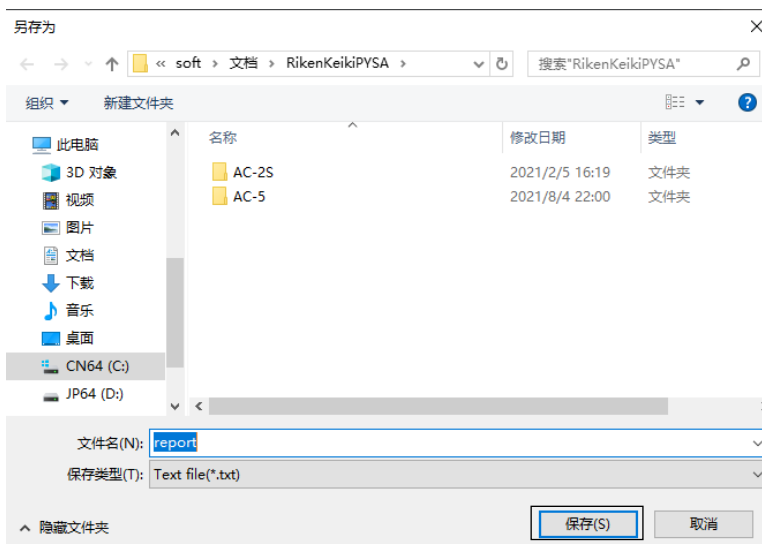 另存为
« soft › 文档 › RikenKeikiPYSA ›
搜索"RikenKeikiPYSA"
组织 新建文件夹
名称 修改日期 类型
此电脑
3D 对象
视频
图片
文档
下载
音乐
桌面
CN64 (C:)
JP64 (D:)
AC-2S 2021/2/5 16:19 文件夹
AC-5 2021/8/4 22:00 文件夹
文件名(N): report
保存类型(T): Text file(*.txt)
隐藏文件夹
保存(S) 取消